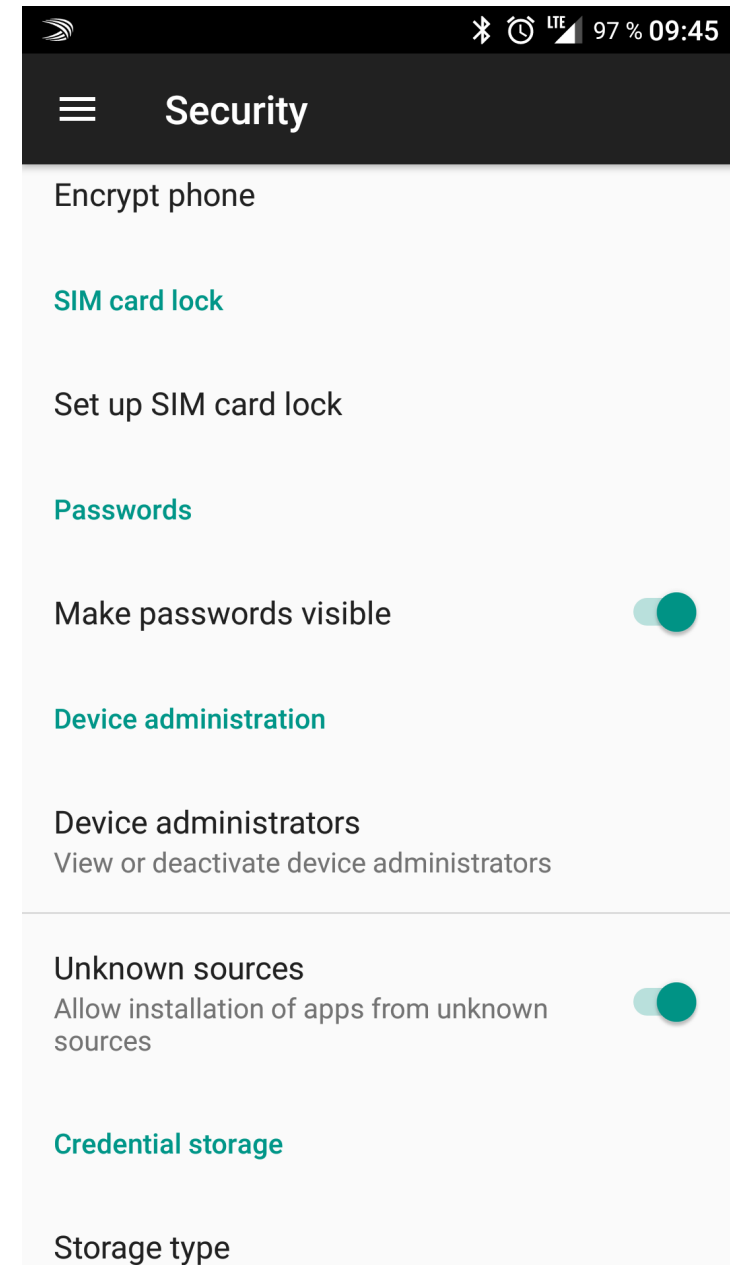 LTE 97 % 09:45
Security
Encrypt phone
SIM card lock
Set up SIM card lock
Passwords
Make passwords visible
Device administration
Device administrators
View or deactivate device administrators
Unknown sources
Allow installation of apps from unknown
sources
Credential storage
Storage type